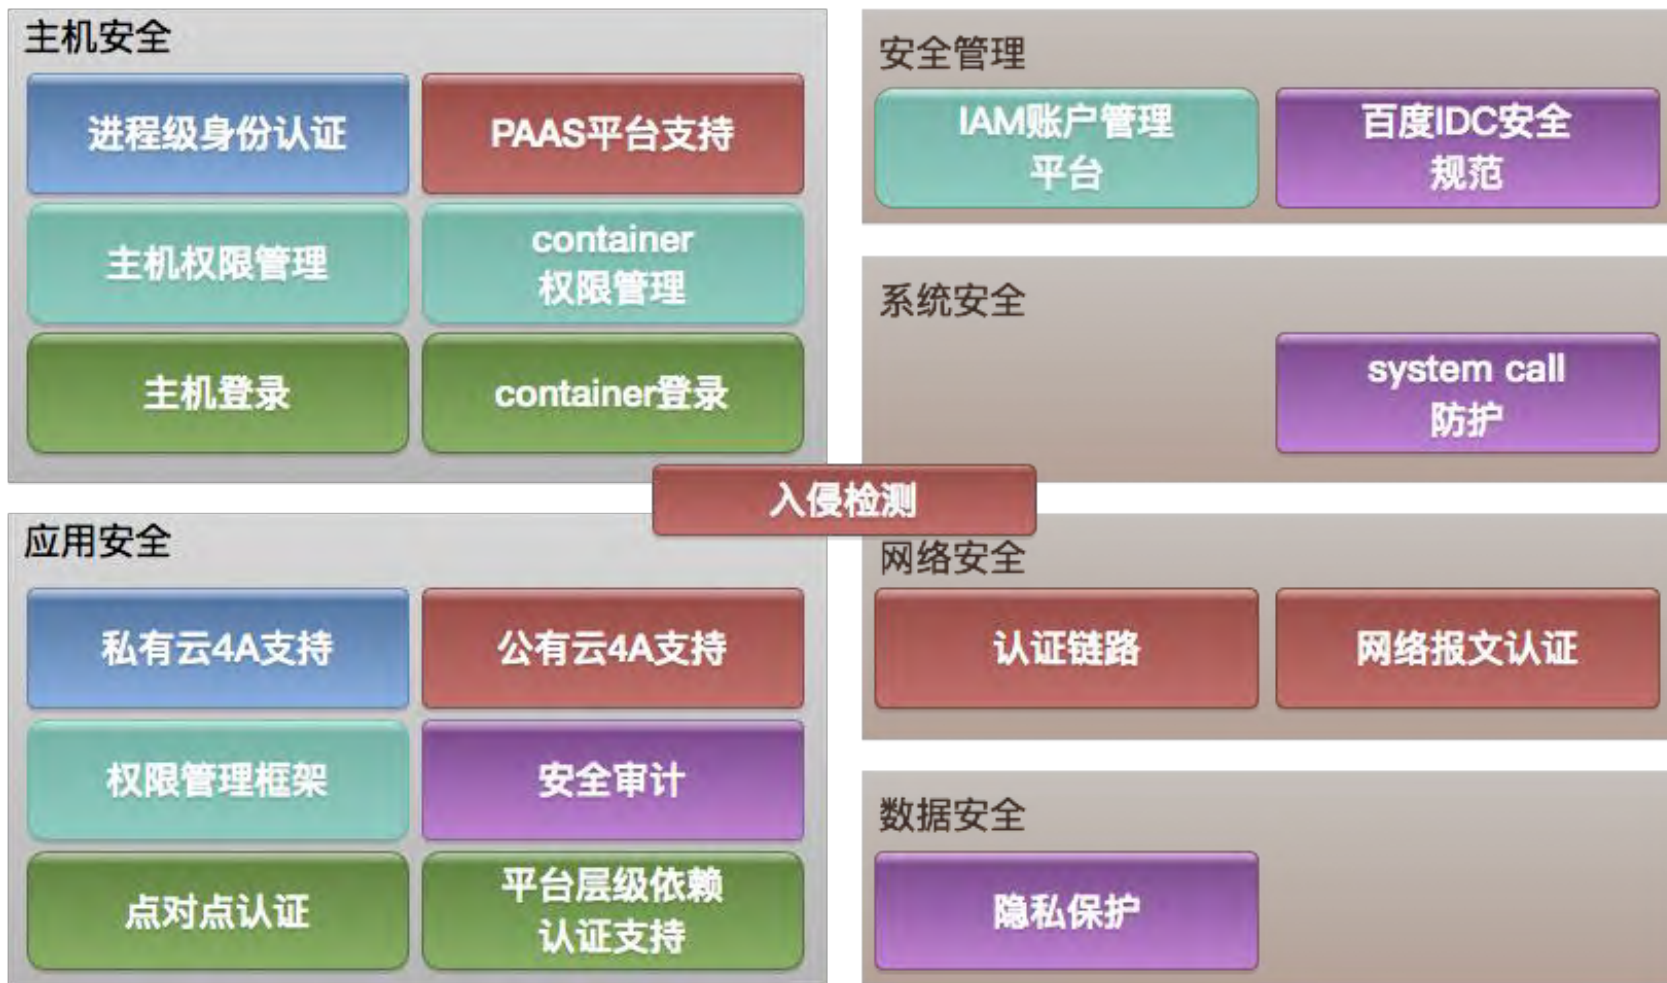 主机安全
进程级身份认证
PAAS平台支持
主机权限管理
container
权限管理
主机登录
container登录
安全管理
IAM账户管理
平台
百度IDC安全
规范
系统安全
system call
防护
入侵检测
应用安全
私有云4A支持
公有云4A支持
权限管理框架
安全审计
点对点认证
平台层级依赖
认证支持
网络安全
认证链路
网络报文认证
数据安全
隐私保护